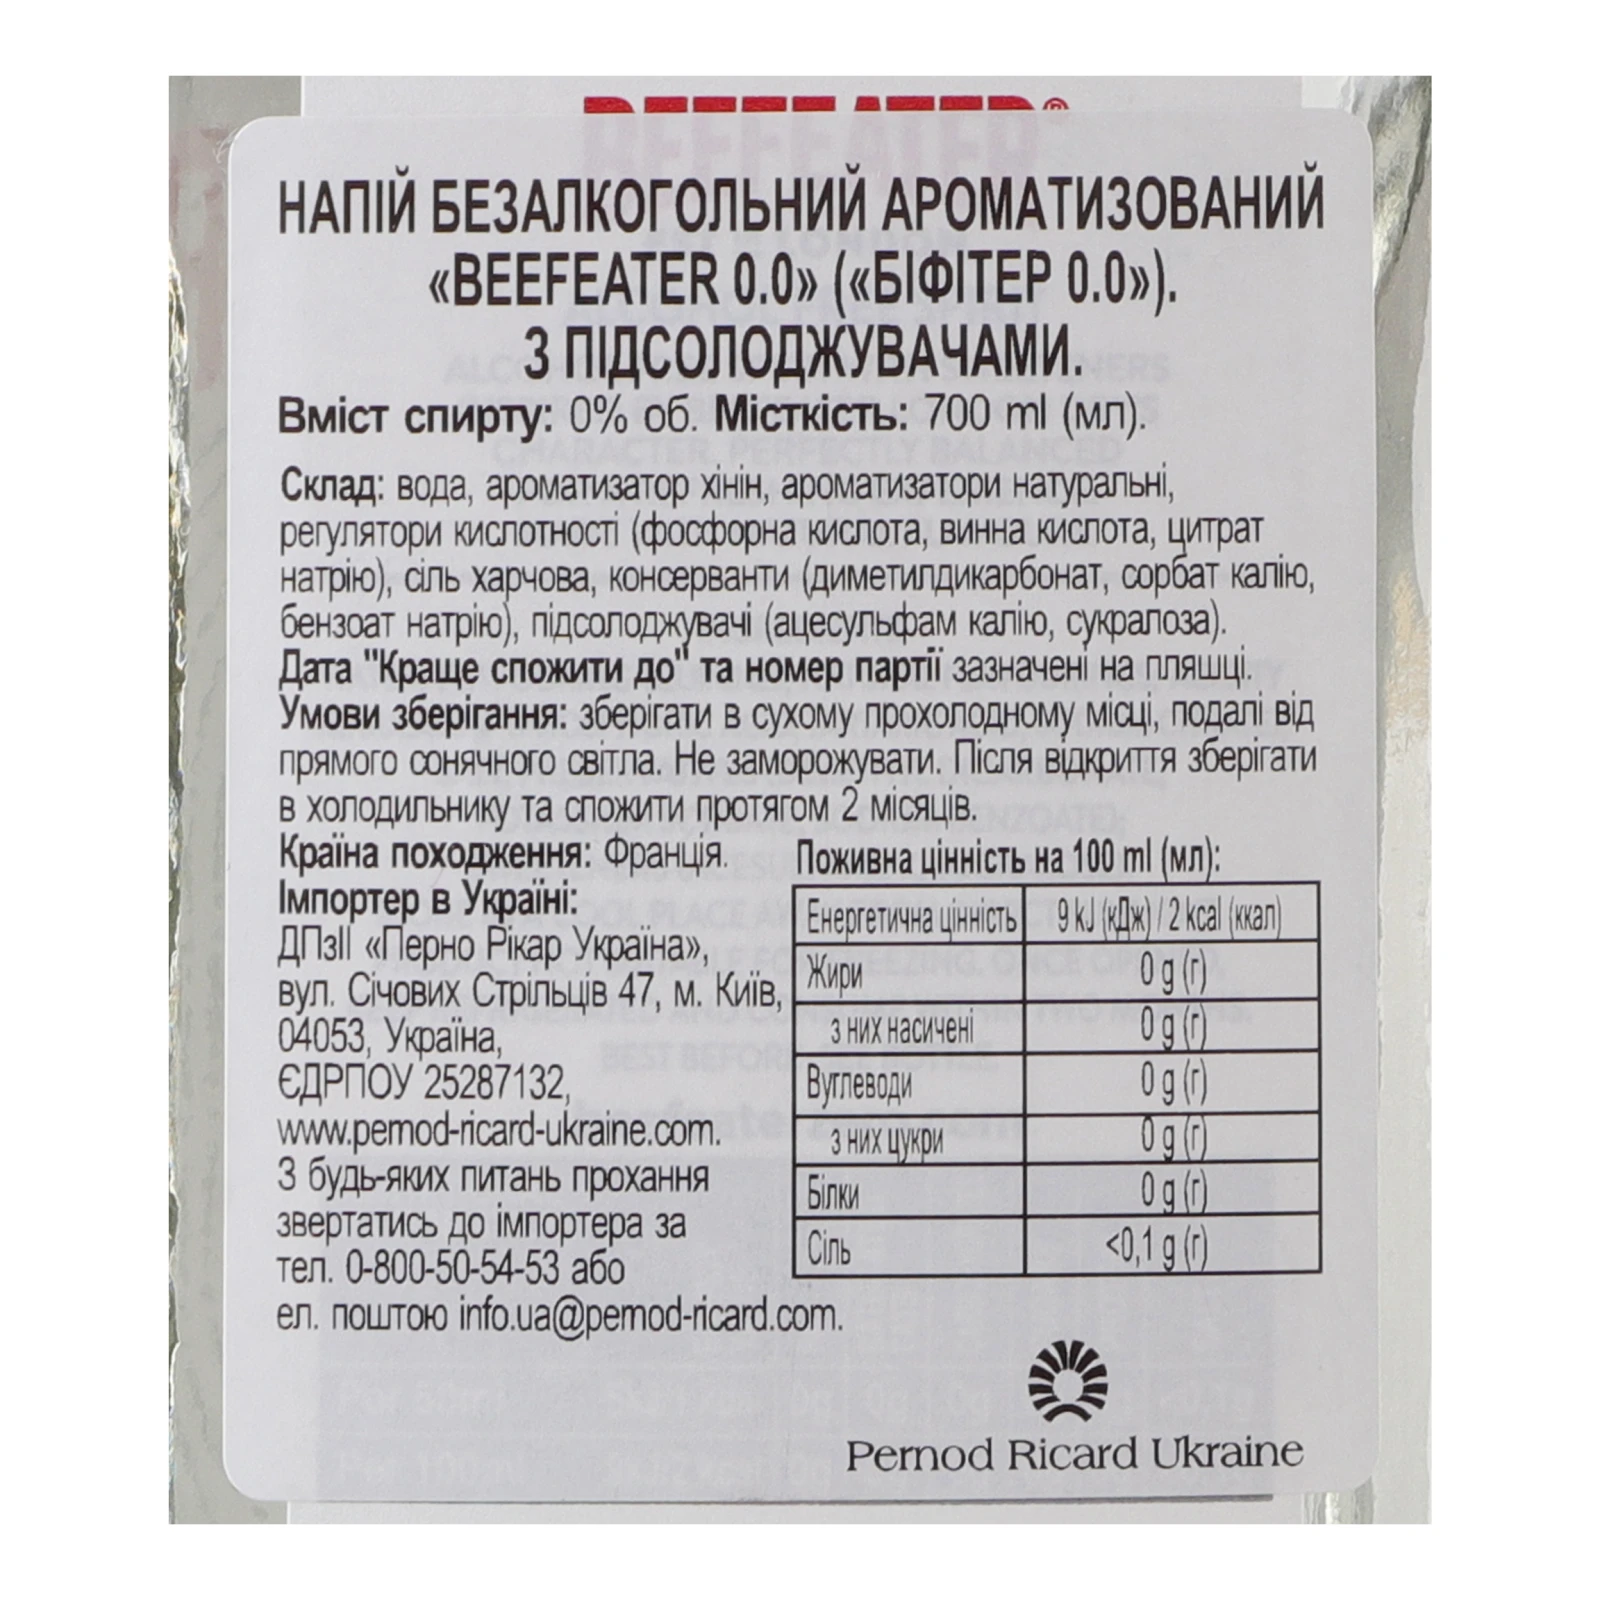 BEEFEATER®
НАПІЙ БЕЗАЛКОГОЛЬНИЙ АРОМАТИЗОВАНИЙ
«BEEFEATER 0.0» («БІФІТЕР 0.0»).
З ПІДСОЛОДЖУВАЧАМИ.
Вміст спирту: 0% об. Місткість: 700 ml (мл).
Склад: вода, ароматизатор хінін, ароматизатори натуральні,
регулятори кислотності (фосфорна кислота, винна кислота, цитрат
натрію), сіль харчова, консерванти (диметилдикарбонат, сорбат калію,
бензоат натрію), підсолоджувачі (ацесульфам калію, сукралоза).
Дата "Краще спожити до" та номер партії зазначені на пляшці.
Умови зберігання: зберігати в сухому прохолодному місці, подалі від
прямого сонячного світла. Не заморожувати. Після відкриття зберігати
в холодильнику та спожити протягом 2 місяців.
Країна походження: Франція.
Імпортер в Україні:
ДПзІІ «Перно Рікар Україна»,
вул. Січових Стрільців 47, м. Київ,
04053, Україна,
ЄДРПОУ 25287132,
www.pernod-ricard-ukraine.com.
З будь-яких питань прохання
звертатись до імпортера за
тел. 0-800-50-54-53 або
ел. поштою info.ua@pernod-ricard.com.
Поживна цінність на 100 ml (мл):
Енергетична цінність 9 kJ (кДж) / 2 kcal (ккал)
Жири 0 g (г)
з них насичені 0 g (г)
Вуглеводи 0 g (г)
з них цукри 0 g (г)
Білки 0 g (г)
Сіль <0,1 g (г)
Pernod Ricard Ukraine